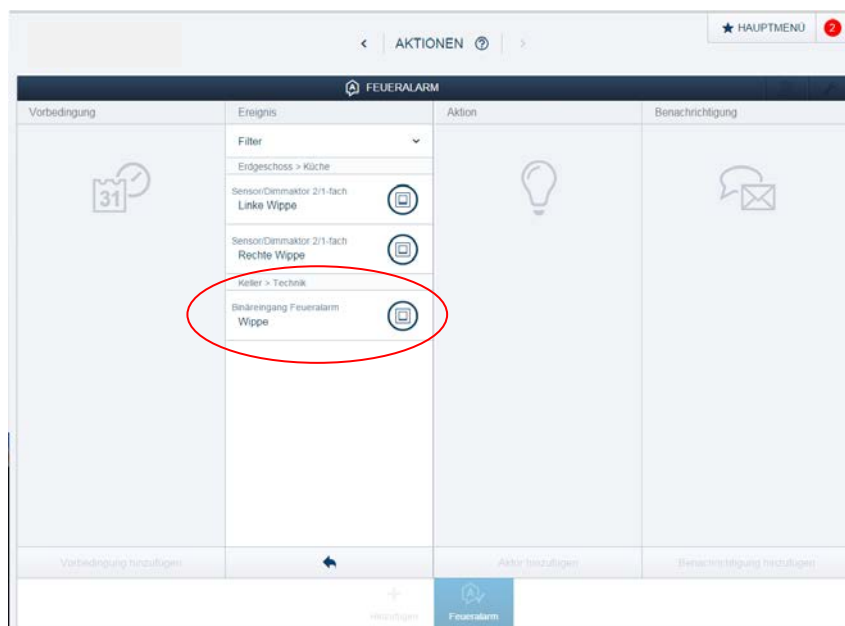 ★ HAUPTMENÜ
2
< AKTIONEN ? >
FEUERALARM
Vorbedingung
Ereignis
Aktion
Benachrichtigung
Filter
Erdgeschoss > Küche
31
Sensor/Dimmaktor 2/1-fach
Linke Wippe
Sensor/Dimmaktor 2/1-fach
Rechte Wippe
Keller > Technik
Binäreingang Feueralarm
Wippe
Vorbedingung hinzufügen
Aktor hinzufügen
Benachrichtigung hinzufügen
Hinzufügen
Feueralarm